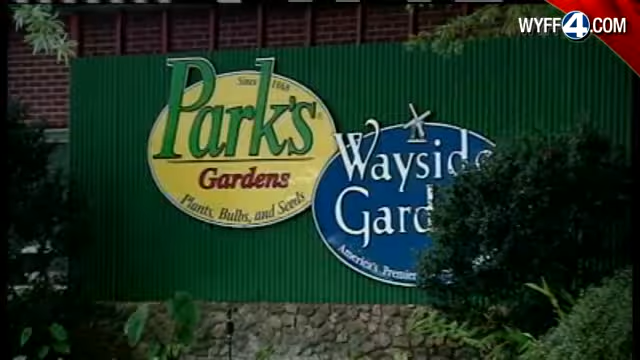 WYFF4.COM
Since 1868
Park's
Gardens
Plants, Bulbs, and Seeds
Wayside
Gard
America's Premier